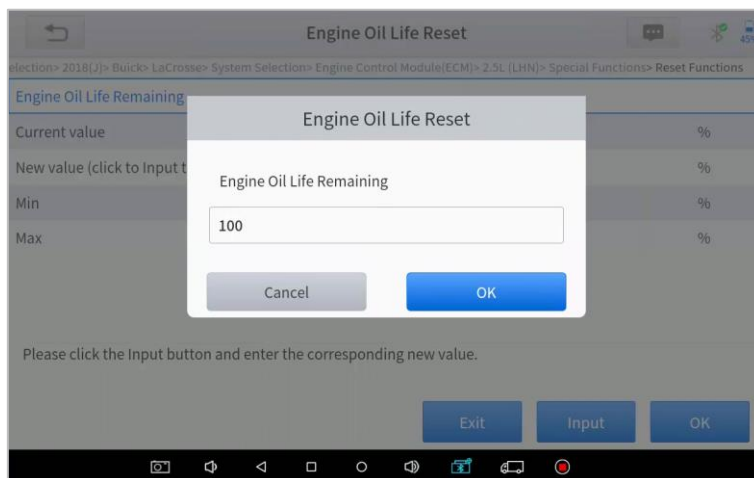 Engine Oil Life Reset
45%
election> 2018(J)> Buick> LaCrosse> System Selection> Engine Control Module(ECM)> 2.5L (LHN)> Special Functions> Reset Functions
Engine Oil Life Remaining
Current value %
New value (click to Input t %
Min %
Max %
Engine Oil Life Reset
Engine Oil Life Remaining
100
Cancel OK
Please click the Input button and enter the corresponding new value.
Exit Input OK